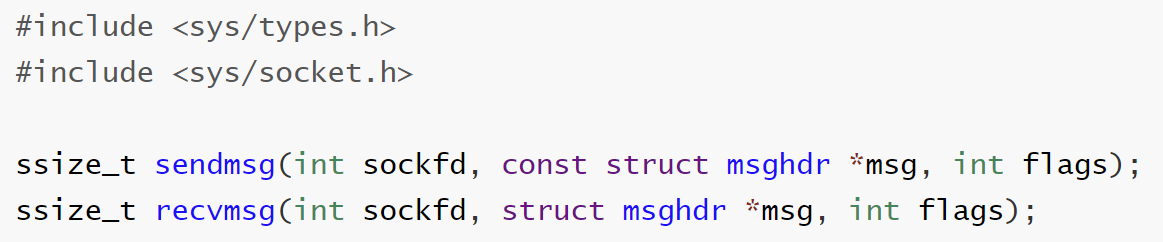 #include <sys/types.h>
#include <sys/socket.h>
ssize_t sendmsg(int sockfd, const struct msghdr *msg, int flags);
ssize_t recvmsg(int sockfd, struct msghdr *msg, int flags);